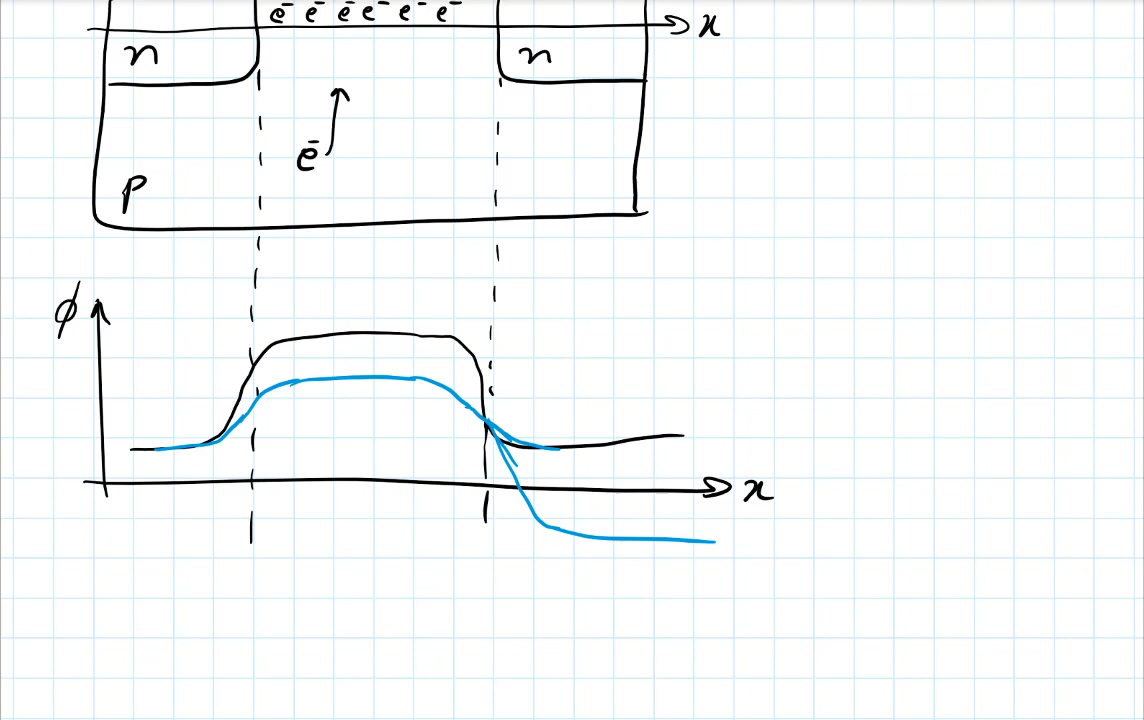 e⁻ e⁻ e⁻ e⁻ e⁻ e⁻
x
n
n
e⁻
p
ϕ
x